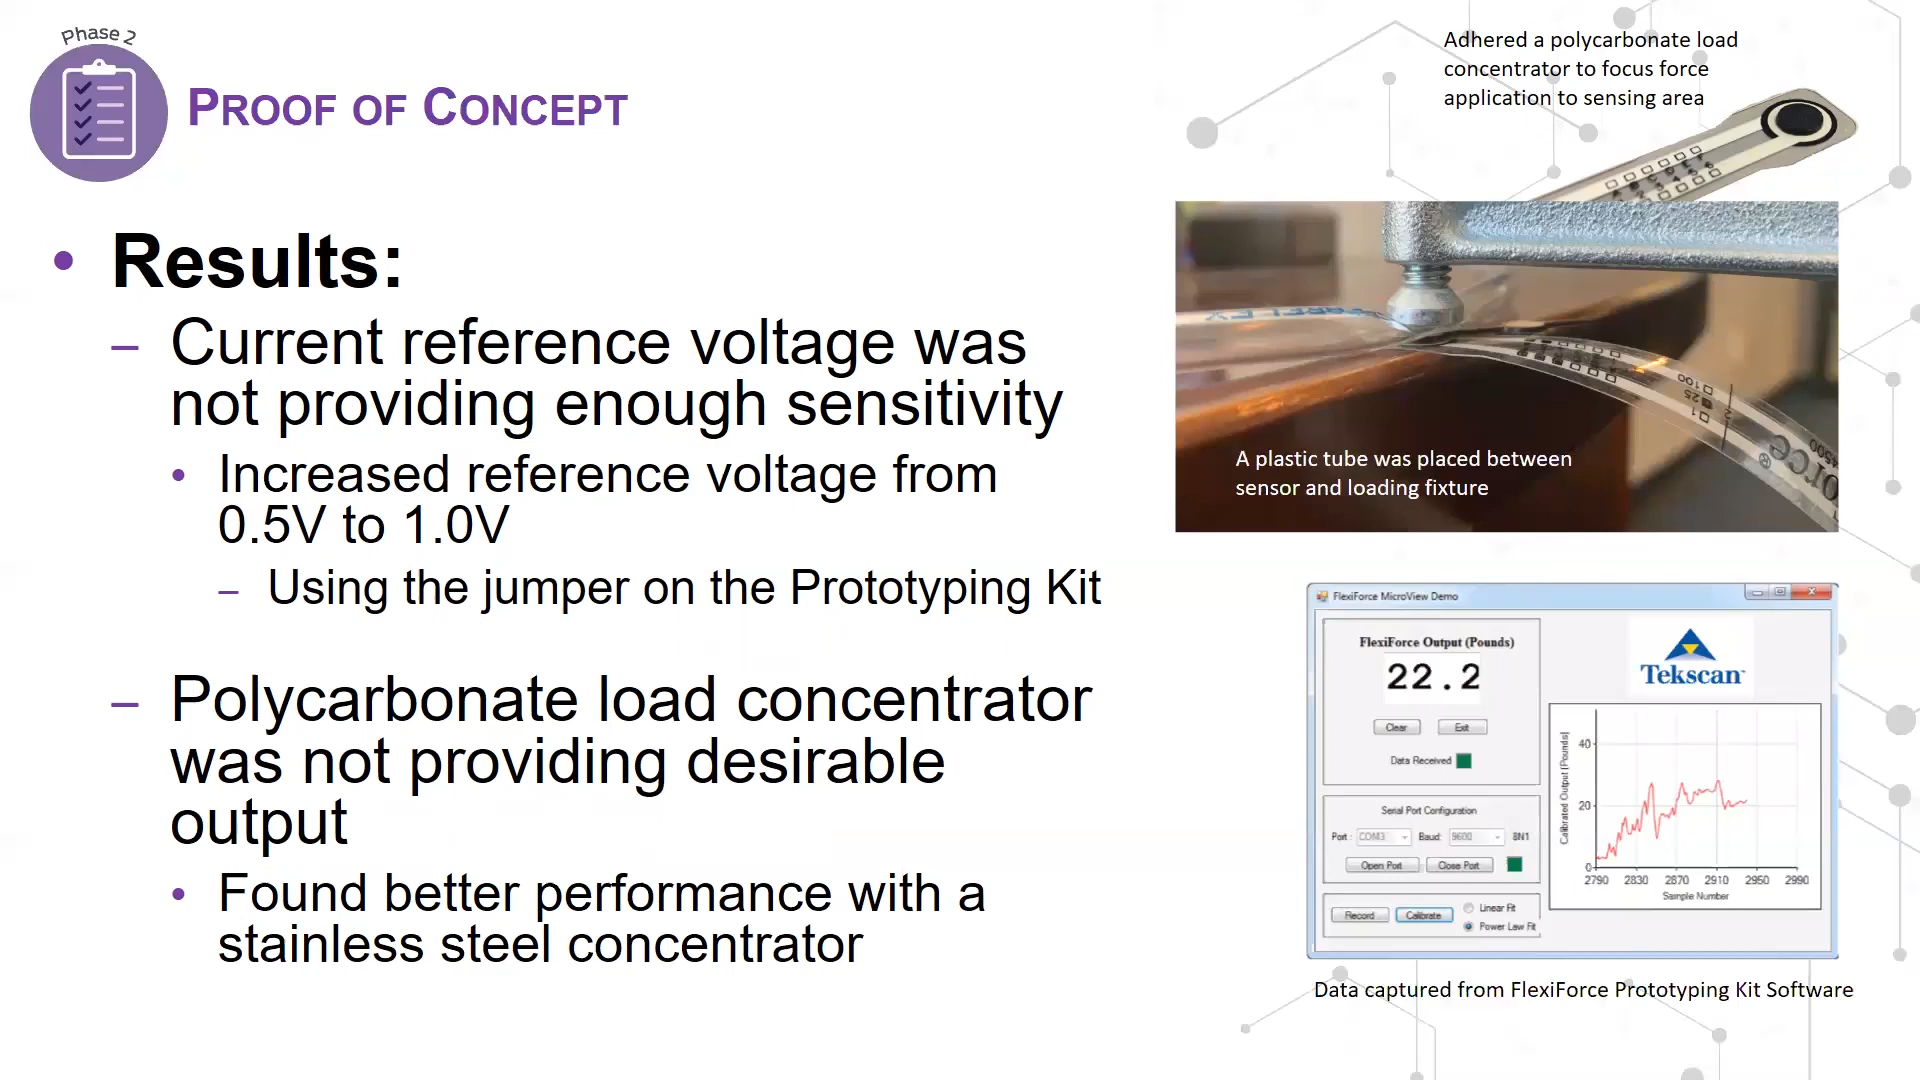 Phase 2
PROOF OF CONCEPT
• Results:
– Current reference voltage was
not providing enough sensitivity
• Increased reference voltage from
0.5V to 1.0V
– Using the jumper on the Prototyping Kit
– Polycarbonate load concentrator
was not providing desirable
output
• Found better performance with a
stainless steel concentrator
Adhered a polycarbonate load
concentrator to focus force
application to sensing area
A plastic tube was placed between
sensor and loading fixture
100
25
1
4500
FlexiForce MicroView Demo
FlexiForce Output (Pounds)
22.2
Clear Exit
Data Received
Serial Port Configuration
Port: COM3 Baud: 9600 8N1
Open Port Close Port
Record Calibrate
Linear Fit
Power Law Fit
Tekscan™
Calibrated Output (Pounds)
40
20
0
2790 2830 2870 2910 2950 2990
Sample Number
Data captured from FlexiForce Prototyping Kit Software